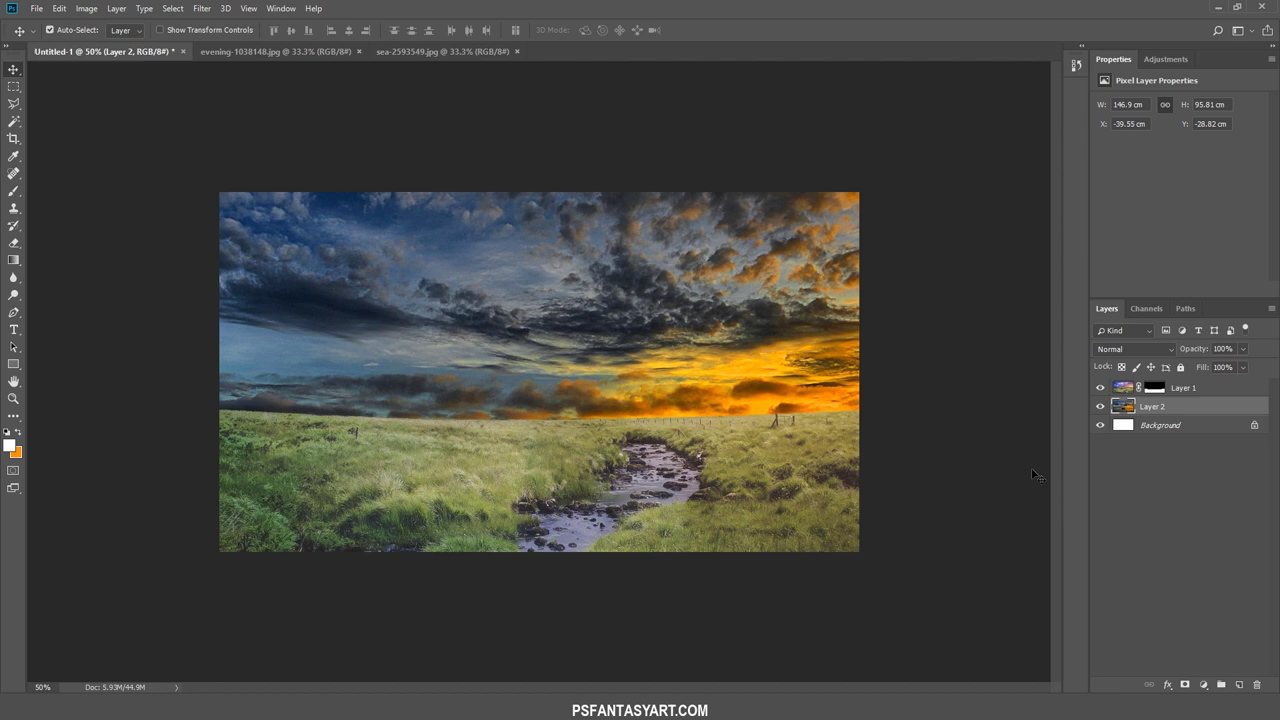 Ps File Edit Image Layer Type Select Filter 3D View Window Help
Auto-Select: Layer Show Transform Controls 3D Mode:
Untitled-1 @ 50% (Layer 2, RGB/8#) * × evening-1038148.jpg @ 33.3% (RGB/8#) × sea-2593549.jpg @ 33.3% (RGB/8#) ×
Properties Adjustments
Pixel Layer Properties
W: 146.9 cm H: 95.81 cm
X: -39.55 cm Y: -28.82 cm
Layers Channels Paths
Kind
Normal Opacity: 100%
Lock: Fill: 100%
Layer 1
Layer 2
Background
50% Doc: 5.93M/44.9M
PSFANTASYART.COM